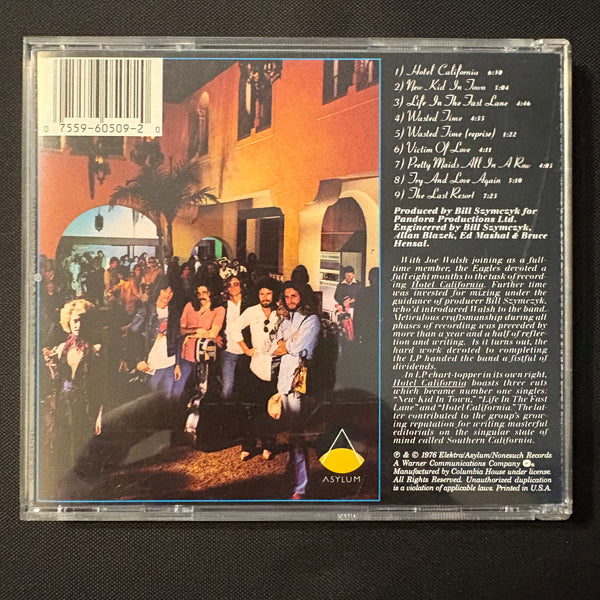 0 7559-60509-2 0
1) Hotel California 6:30
2) New Kid In Town 5:04
3) Life In The Fast Lane 4:46
4) Wasted Time 4:55
5) Wasted Time (reprise) 1:22
6) Victim Of Love 4:11
7) Pretty Maids All In A Row 4:05
8) Try And Love Again 5:10
9) The Last Resort 7:25
Produced by Bill Szymczyk for
Pandora Productions Ltd.
Engineered by Bill Szymczyk,
Allan Blazek, Ed Mashal & Bruce
Hensal.
With Joe Walsh joining as a full-
time member, the Eagles devoted a
full eight months to the task of record-
ing Hotel California. Further time
was invested for mixing under the
guidance of producer Bill Szymczyk,
who'd introduced Walsh to the band.
Meticulous craftsmanship during all
phases of recording was preceded by
more than a year and a half of reflec-
tion and writing. As it turns out, the
hard work devoted to completing
the LP handed the band a fistful of
dividends.
An LP chart-topper in its own right,
Hotel California boasts three cuts
which became number one singles:
"New Kid In Town," "Life In The Fast
Lane" and "Hotel California." The lat-
ter contributed to the group's grow-
ing reputation for writing masterful
editorials on the singular state of
mind called Southern California.
℗ & © 1976 Elektra/Asylum/Nonesuch Records
A Warner Communications Company
Manufactured by Columbia House under license.
All Rights Reserved. Unauthorized duplication
is a violation of applicable laws. Printed in U.S.A.
ASYLUM